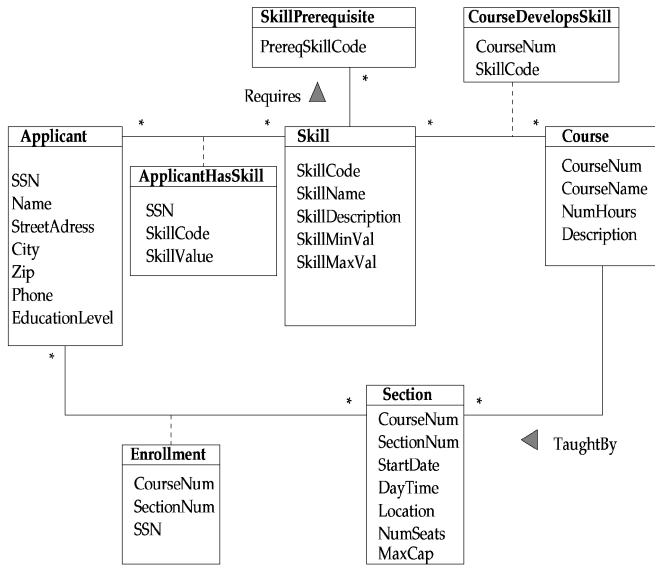 SkillPrerequisite
PrereqSkillCode
CourseDevelopsSkill
CourseNum
SkillCode
Requires
*
*
*
*
*
Applicant
SSN
Name
StreetAdress
City
Zip
Phone
EducationLevel
ApplicantHasSkill
SSN
SkillCode
SkillValue
Skill
SkillCode
SkillName
SkillDescription
SkillMinVal
SkillMaxVal
Course
CourseNum
CourseName
NumHours
Description
*
*
*
Section
CourseNum
SectionNum
StartDate
DayTime
Location
NumSeats
MaxCap
TaughtBy
Enrollment
CourseNum
SectionNum
SSN